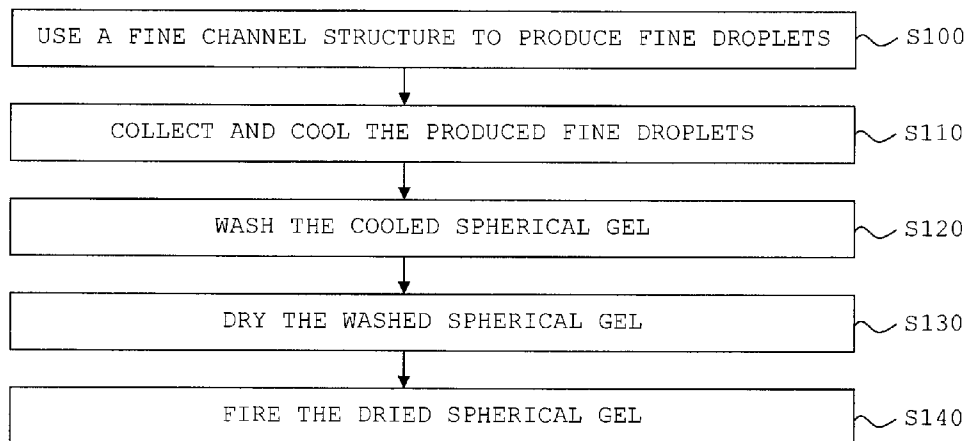 USE A FINE CHANNEL STRUCTURE TO PRODUCE FINE DROPLETS S100
COLLECT AND COOL THE PRODUCED FINE DROPLETS S110
WASH THE COOLED SPHERICAL GEL S120
DRY THE WASHED SPHERICAL GEL S130
FIRE THE DRIED SPHERICAL GEL S140